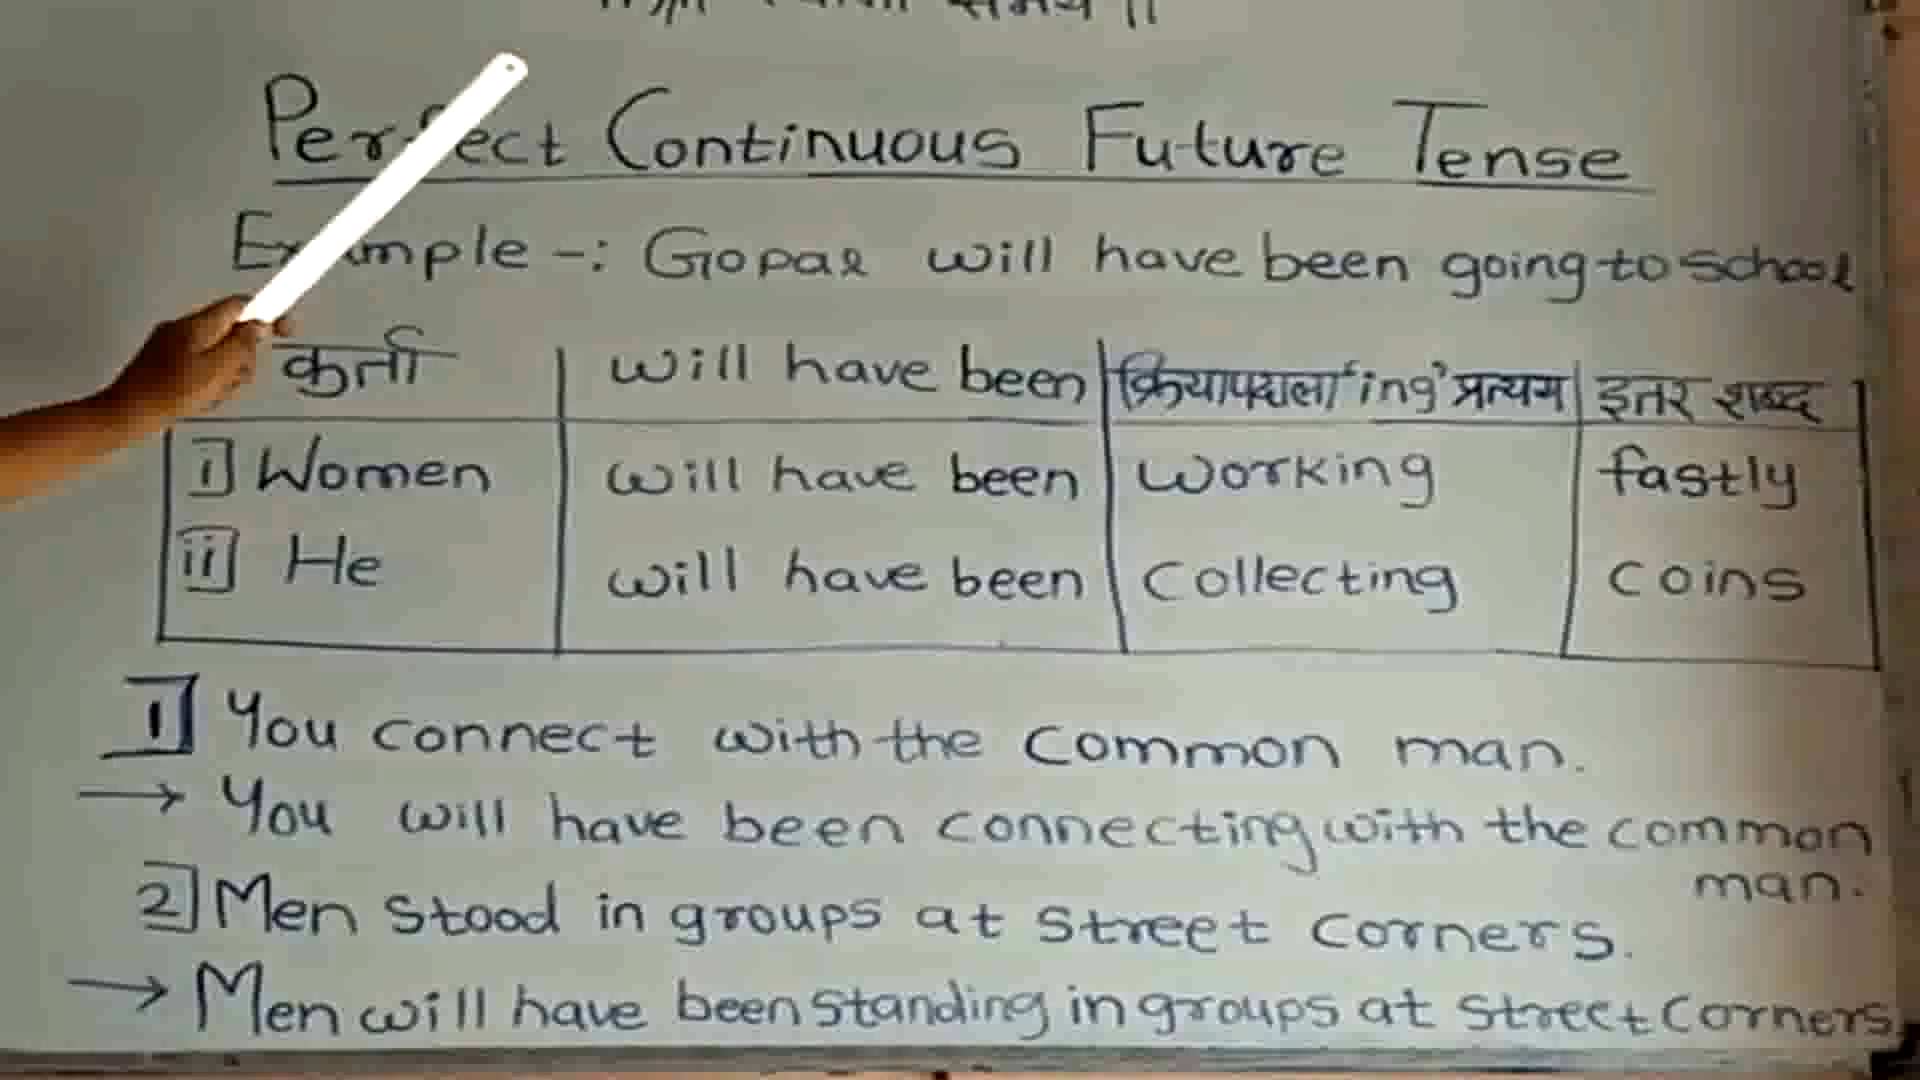 समय ॥
Perfect Continuous Future Tense
Example -: Gopal will have been going to school
कर्ता will have been क्रियापदाला 'ing' प्रत्यय इतर शब्द
i] Women will have been working fastly
ii] He will have been collecting coins
1] You connect with the common man.
→ You will have been connecting with the common
man.
2] Men stood in groups at street corners.
→ Men will have been standing in groups at street corners.